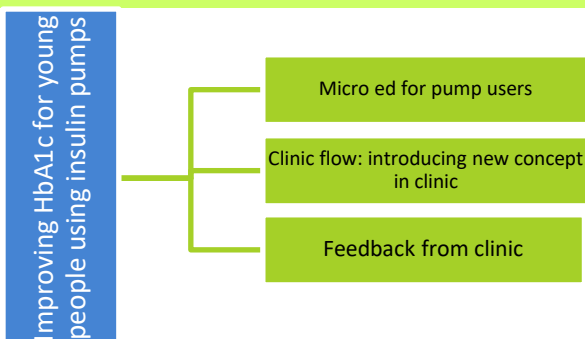 Improving HbA1c for young
people using insulin pumps
Micro ed for pump users
Clinic flow: introducing new concept
in clinic
Feedback from clinic